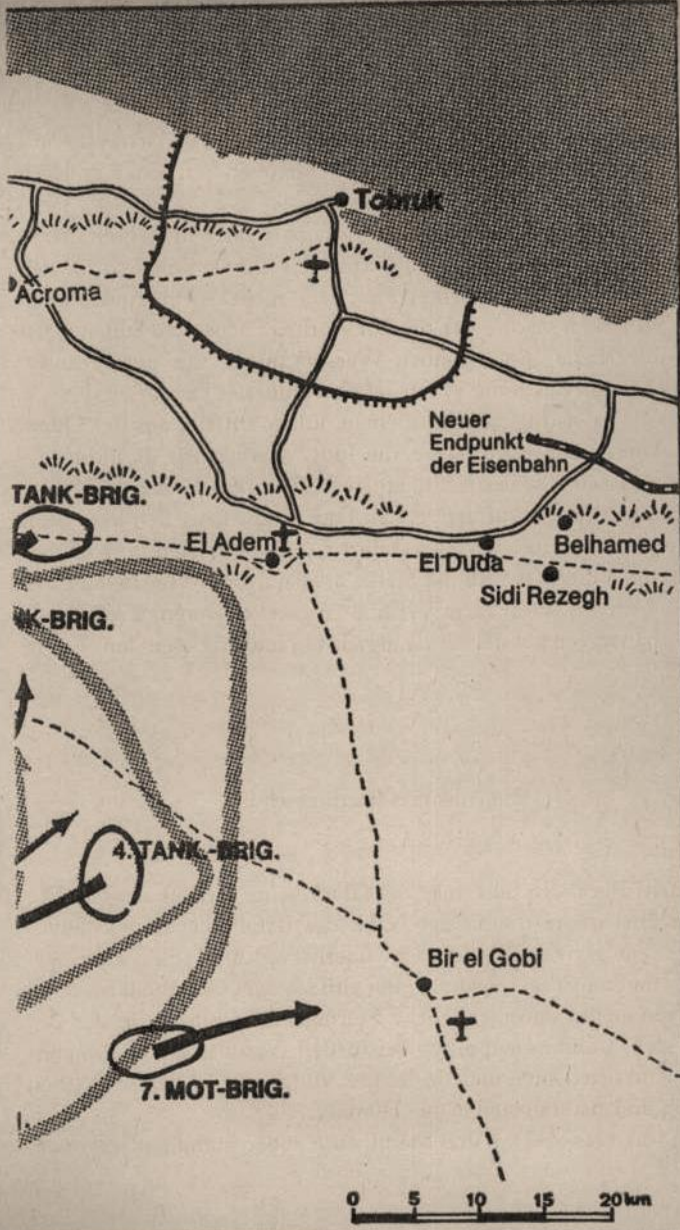 Tobruk
Acroma
Neuer
Endpunkt
der Eisenbahn
TANK-BRIG.
El Adem
El Duda
Belhamed
Sidi Rezegh
K-BRIG.
4. TANK.-BRIG.
Bir el Gobi
7. MOT-BRIG.
0 5 10 15 20 km